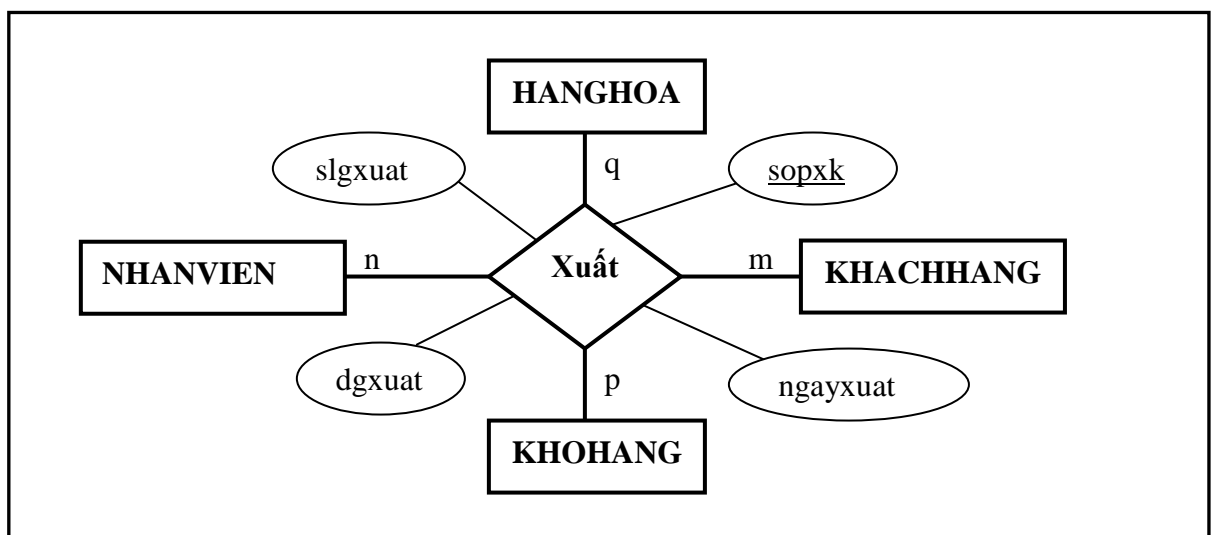 HANGHOA
slgxuat
q
sopxk
NHANVIEN
n
Xuất
m
KHACHHANG
dgxuat
p
ngayxuat
KHOHANG